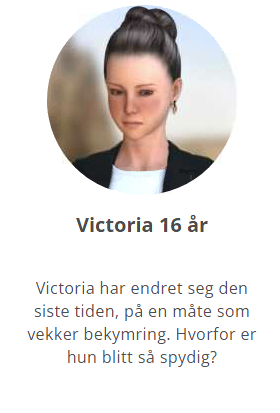 Victoria 16 år
Victoria har endret seg den
siste tiden, på en måte som
vekker bekymring. Hvorfor er
hun blitt så spydig?